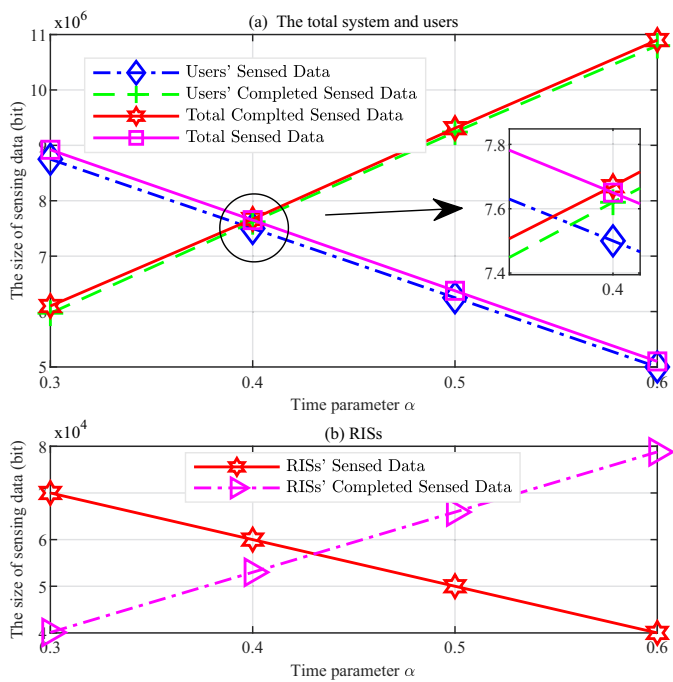 x10⁶
(a) The total system and users
11
10
9
8
7
6
5
The size of sensing data (bit)
Users' Sensed Data
Users' Completed Sensed Data
Total Complted Sensed Data
Total Sensed Data
7.8
7.6
7.4
0.4
0.3
0.4
0.5
0.6
Time parameter α
x10⁴
(b) RISs
8
6
5
4
The size of sensing data (bit)
RISs' Sensed Data
RISs' Completed Sensed Data
0.3
0.4
0.5
0.6
Time parameter α